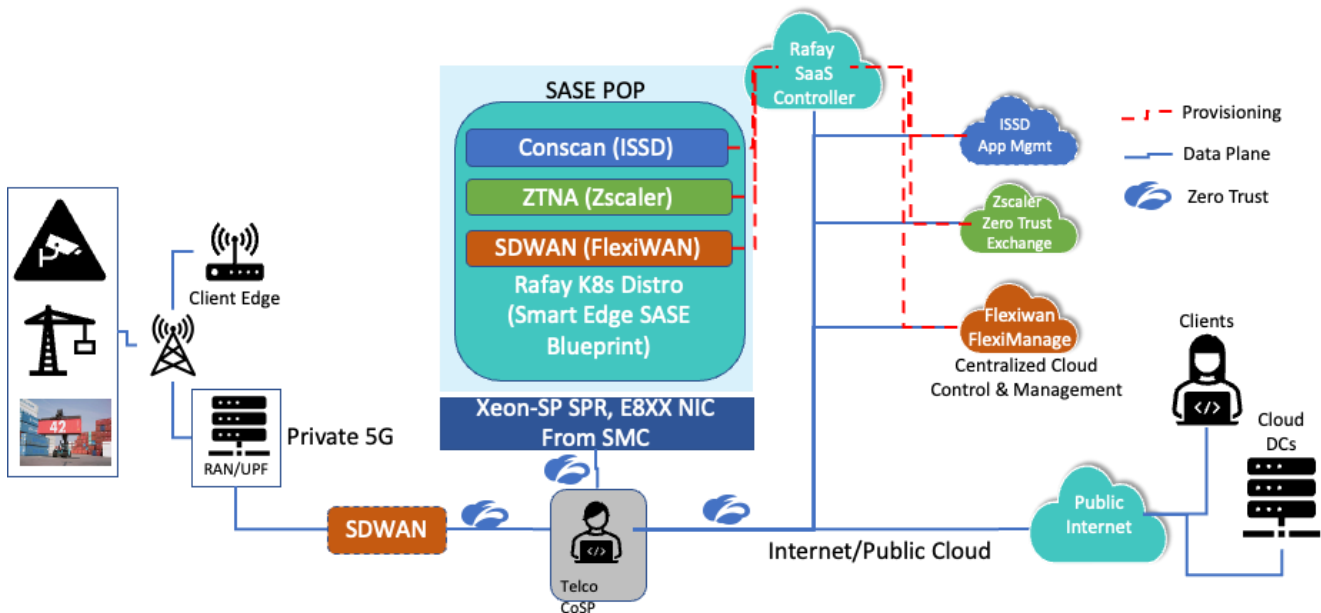 SASE POP
Conscan (ISSD)
ZTNA (Zscaler)
SDWAN (FlexiWAN)
Rafay K8s Distro
(Smart Edge SASE
Blueprint)
Xeon-SP SPR, E8XX NIC
From SMC
Rafay
SaaS
Controller
ISSD
App Mgmt
Zscaler
Zero Trust
Exchange
Flexiwan
FlexiManage
Centralized Cloud
Control & Management
Provisioning
Data Plane
Zero Trust
Client Edge
42
RAN/UPF
Private 5G
SDWAN
</>
Telco
CoSP
Internet/Public Cloud
Public
Internet
Clients
</>
Cloud
DCs